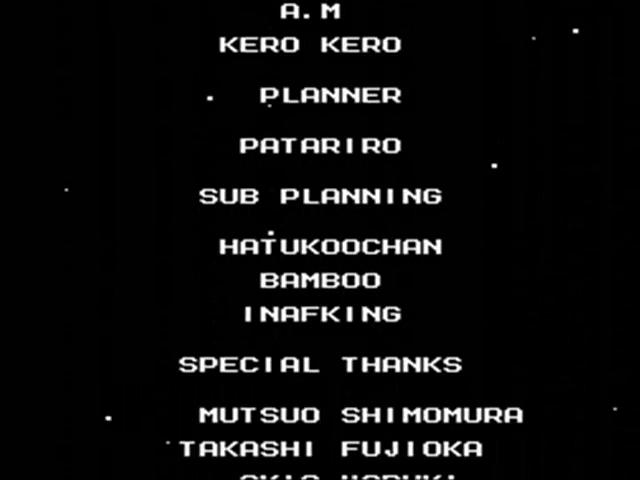 A.M
KERO KERO
PLANNER
PATARIRO
SUB PLANNING
HATUKOOCHAN
BAMBOO
INAFKING
SPECIAL THANKS
MUTSUO SHIMOMURA
TAKASHI FUJIOKA